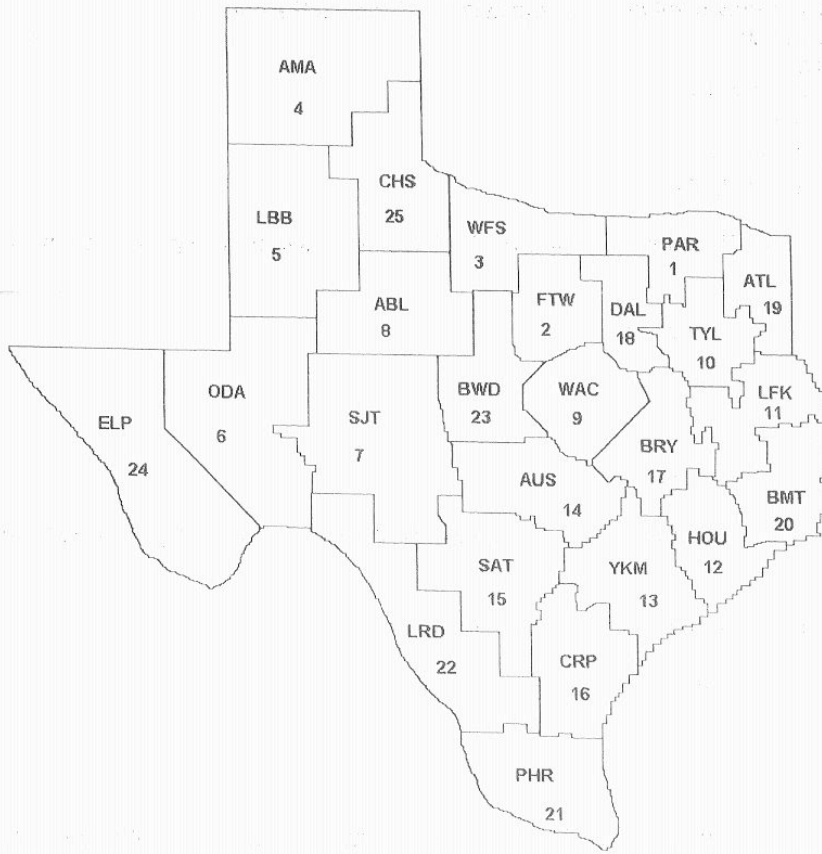 AMA
4
CHS
25
LBB
5
WFS
3
PAR
1
ATL
19
FTW
2
DAL
18
TYL
10
ABL
8
ODA
6
SJT
7
BWD
23
WAC
9
LFK
11
ELP
24
BRY
17
AUS
14
BMT
20
HOU
12
SAT
15
YKM
13
LRD
22
CRP
16
PHR
21